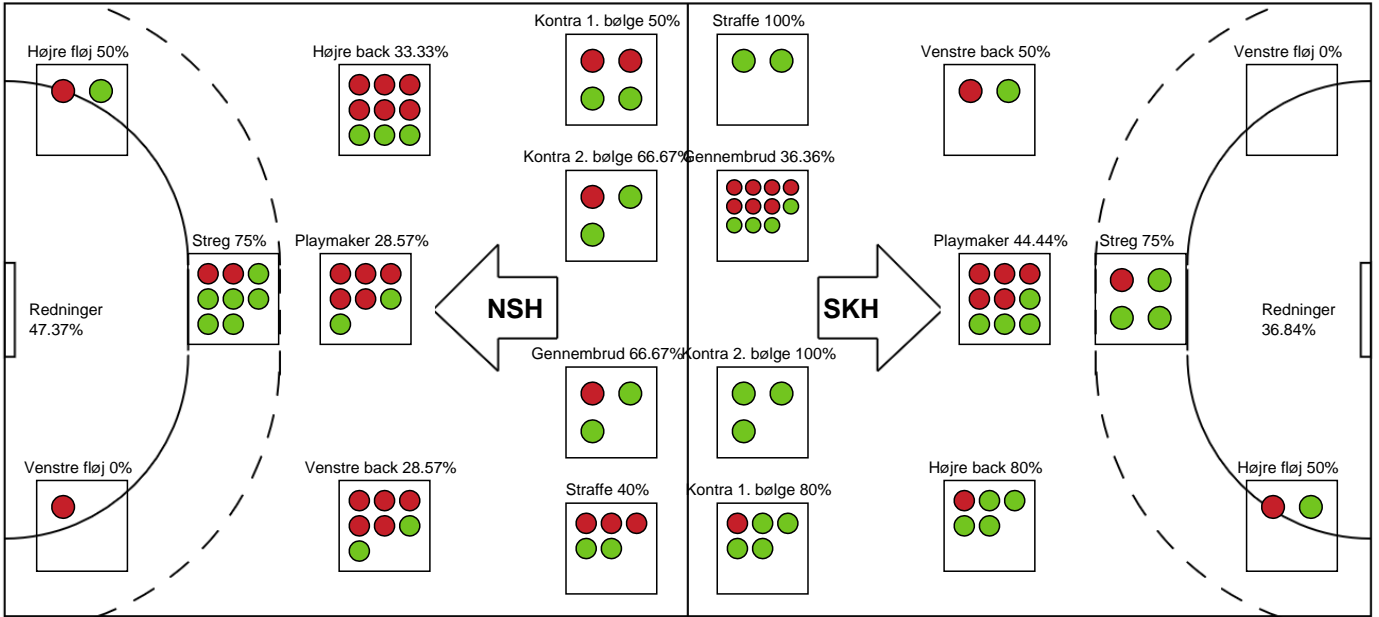 Kontra 1. bølge 50%
Straffe 100%
Højre fløj 50%
Højre back 33.33%
Venstre back 50%
Venstre fløj 0%
Kontra 2. bølge 66.67%
Gennembrud 36.36%
Streg 75%
Playmaker 28.57%
Playmaker 44.44%
Streg 75%
NSH
SKH
Redninger
47.37%
Redninger
36.84%
Gennembrud 66.67%
Kontra 2. bølge 100%
Venstre fløj 0%
Venstre back 28.57%
Højre back 80%
Højre fløj 50%
Straffe 40%
Kontra 1. bølge 80%